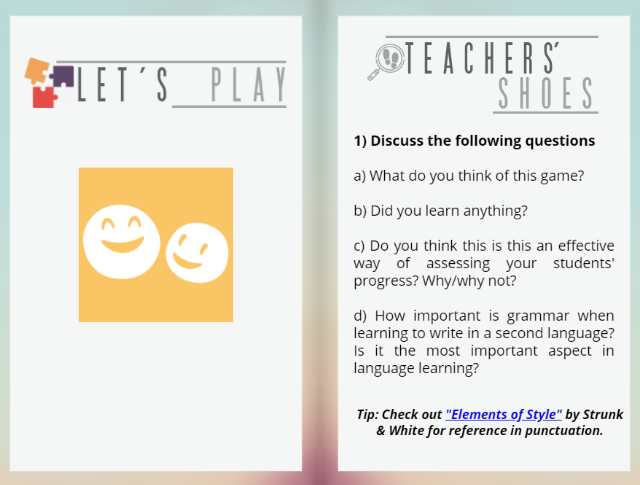 LET´S PLAY
TEACHERS´
SHOES
1) Discuss the following questions
a) What do you think of this game?
b) Did you learn anything?
c) Do you think this is this an effective
way of assessing your students'
progress? Why/why not?
d) How important is grammar when
learning to write in a second language?
Is it the most important aspect in
language learning?
Tip: Check out "Elements of Style" by Strunk
& White for reference in punctuation.